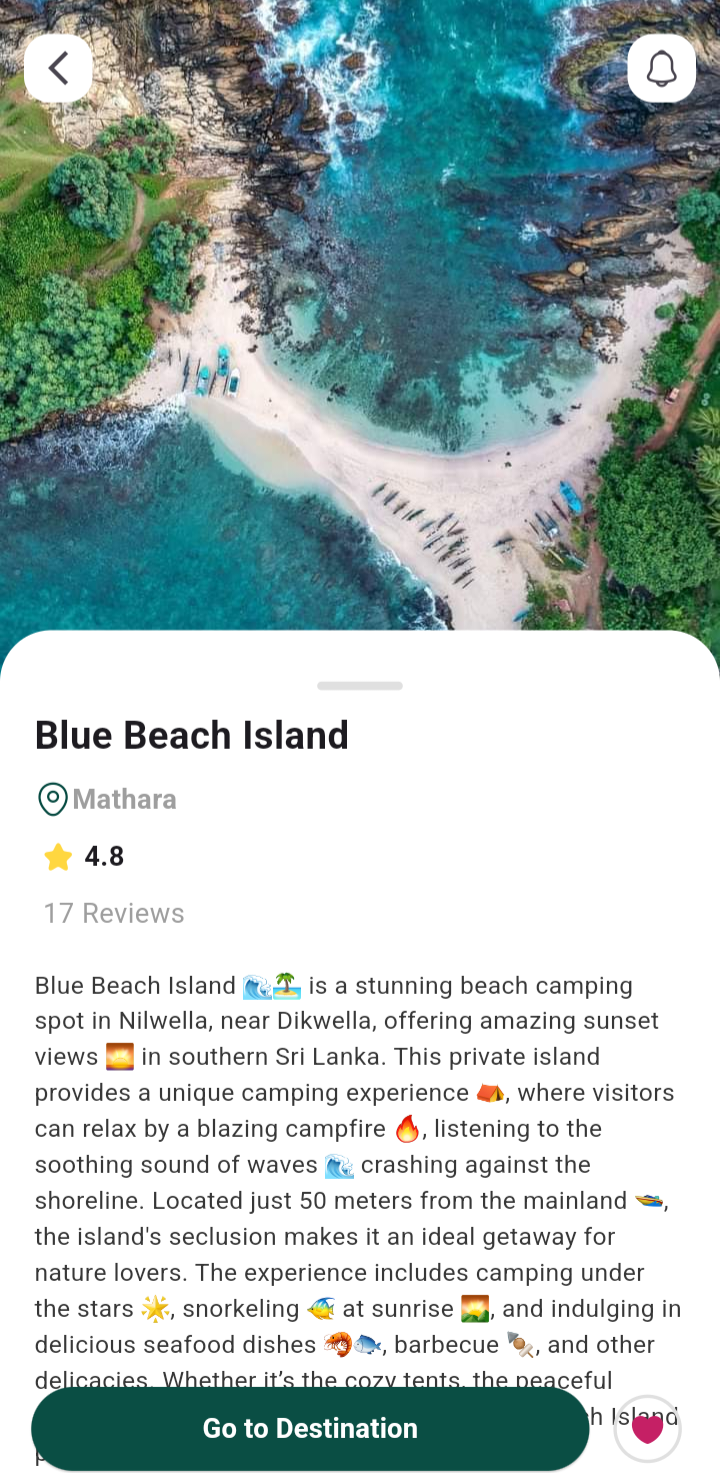 Blue Beach Island
Mathara
4.8
17 Reviews
Blue Beach Island 🌊🏝️ is a stunning beach camping
spot in Nilwella, near Dikwella, offering amazing sunset
views 🌅 in southern Sri Lanka. This private island
provides a unique camping experience ⛺, where visitors
can relax by a blazing campfire 🔥, listening to the
soothing sound of waves 🌊 crashing against the
shoreline. Located just 50 meters from the mainland 🚤,
the island's seclusion makes it an ideal getaway for
nature lovers. The experience includes camping under
the stars 🌟, snorkeling 🐠 at sunrise 🌄, and indulging in
delicious seafood dishes 🦐🐟, barbecue 🍢, and other
delicacies. Whether it’s the cozy tents, the peaceful
Island
Go to Destination